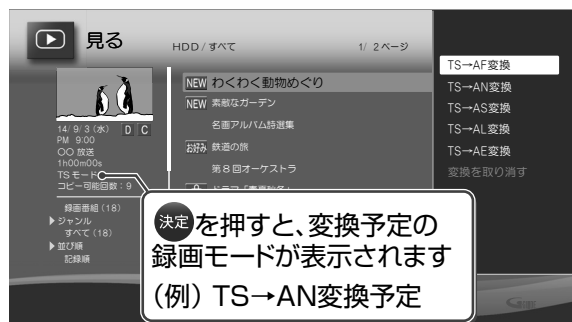 見る
HDD / すべて
1/ 2ページ
NEW わくわく動物めぐり
NEW 素敵なガーデン
名画アルバム詩選集
お好み 鉄道の旅
第8回オーケストラ
14/ 9/ 3 (水) D C
PM 9:00
〇〇 放送
1h00m00s
TS モード
コピー可能回数：9
録画番組 (18)
▶ジャンル
すべて (18)
▶並び順
記録順
TS→AF変換
TS→AN変換
TS→AS変換
TS→AL変換
TS→AE変換
変換を取り消す
決定を押すと、変換予定の
録画モードが表示されます
(例) TS→AN変換予定